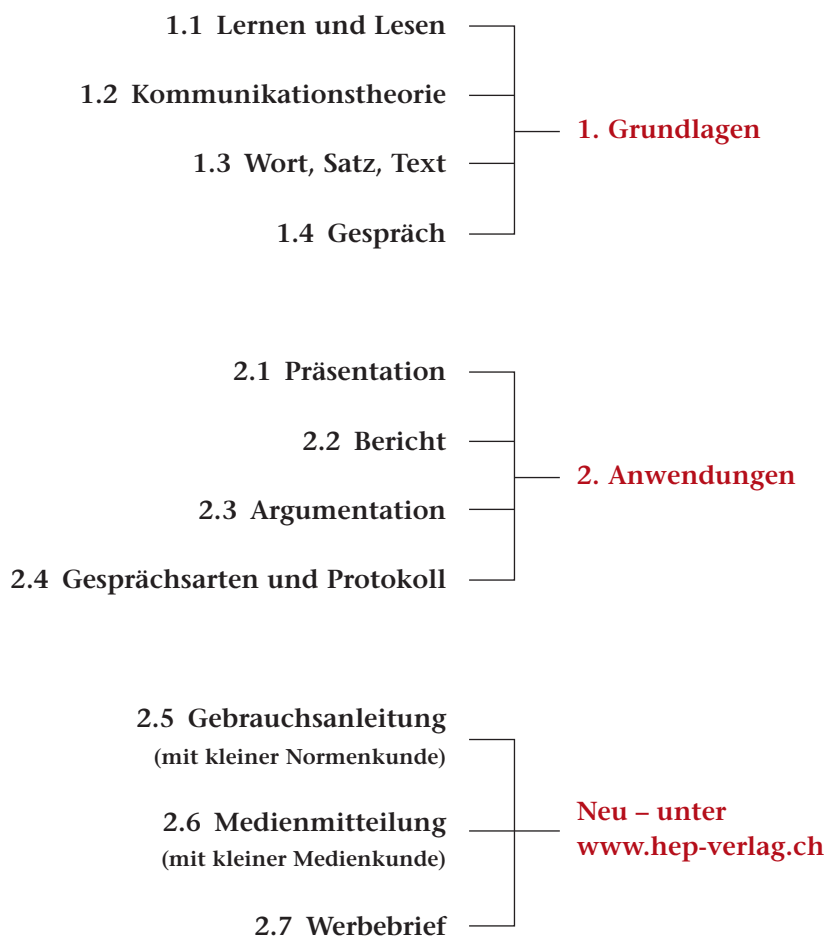 1.1 Lernen und Lesen
1.2 Kommunikationstheorie
1. Grundlagen
1.3 Wort, Satz, Text
1.4 Gespräch
2.1 Präsentation
2.2 Bericht
2. Anwendungen
2.3 Argumentation
2.4 Gesprächsarten und Protokoll
2.5 Gebrauchsanleitung
(mit kleiner Normenkunde)
2.6 Medienmitteilung
(mit kleiner Medienkunde)
Neu – unter
www.hep-verlag.ch
2.7 Werbebrief